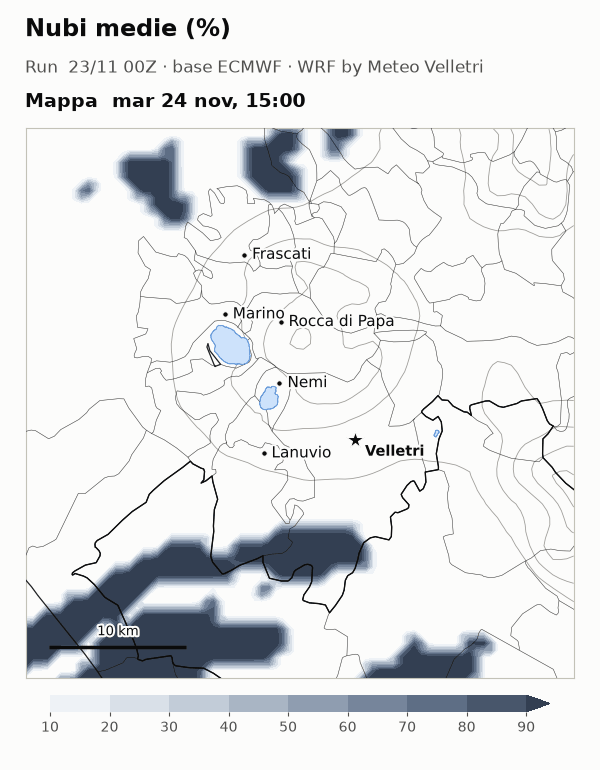 Nubi medie (%)
Run  23/11 00Z · base ECMWF · WRF by Meteo Velletri
Mappa  mar 24 nov, 15:00
Frascati
Marino
Rocca di Papa
Nemi
Velletri
Lanuvio
10 km
10 20 30 40 50 60 70 80 90